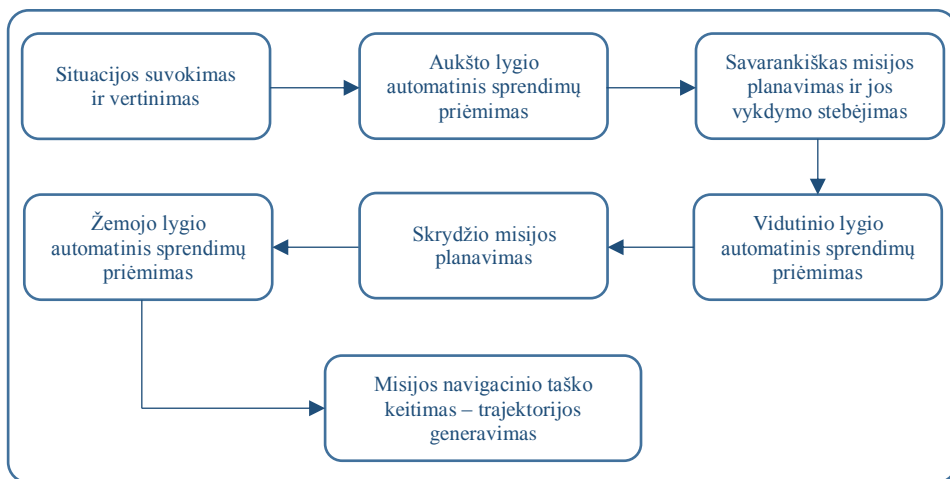 Situacijos suvokimas
ir vertinimas
Aukšto lygio
automatinis sprendimų
priėmimas
Savarankiškas misijos
planavimas ir jos
vykdymo stebėjimas
Vidutinio lygio
automatinis sprendimų
priėmimas
Skrydžio misijos
planavimas
Žemojo lygio
automatinis sprendimų
priėmimas
Misijos navigacinio taško
keitimas – trajektorijos
generavimas